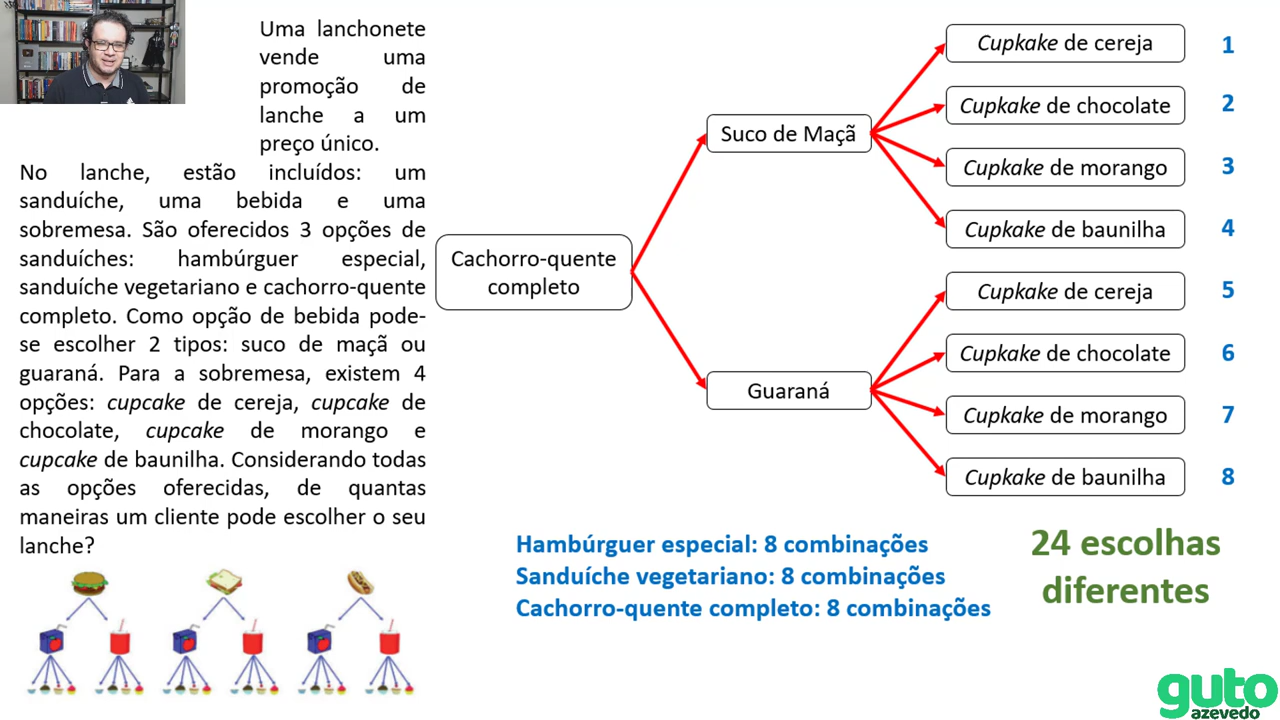 Uma lanchonete
vende uma
promoção de
lanche a um
preço único.
No lanche, estão incluídos: um
sanduíche, uma bebida e uma
sobremesa. São oferecidos 3 opções de
sanduíches: hambúrguer especial,
sanduíche vegetariano e cachorro-quente
completo. Como opção de bebida pode-
se escolher 2 tipos: suco de maçã ou
guaraná. Para a sobremesa, existem 4
opções: cupcake de cereja, cupcake de
chocolate, cupcake de morango e
cupcake de baunilha. Considerando todas
as opções oferecidas, de quantas
maneiras um cliente pode escolher o seu
lanche?
Cachorro-quente
completo
Suco de Maçã
Cupkake de cereja 1
Cupkake de chocolate 2
Cupkake de morango 3
Cupkake de baunilha 4
Guaraná
Cupkake de cereja 5
Cupkake de chocolate 6
Cupkake de morango 7
Cupkake de baunilha 8
Hambúrguer especial: 8 combinações
Sanduíche vegetariano: 8 combinações
Cachorro-quente completo: 8 combinações
24 escolhas
diferentes
guto
azevedo